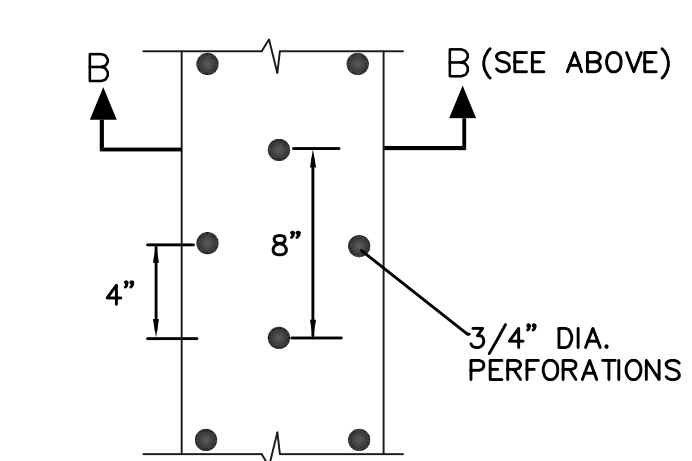 B
B (SEE ABOVE)
8”
4”
3/4” DIA.
PERFORATIONS